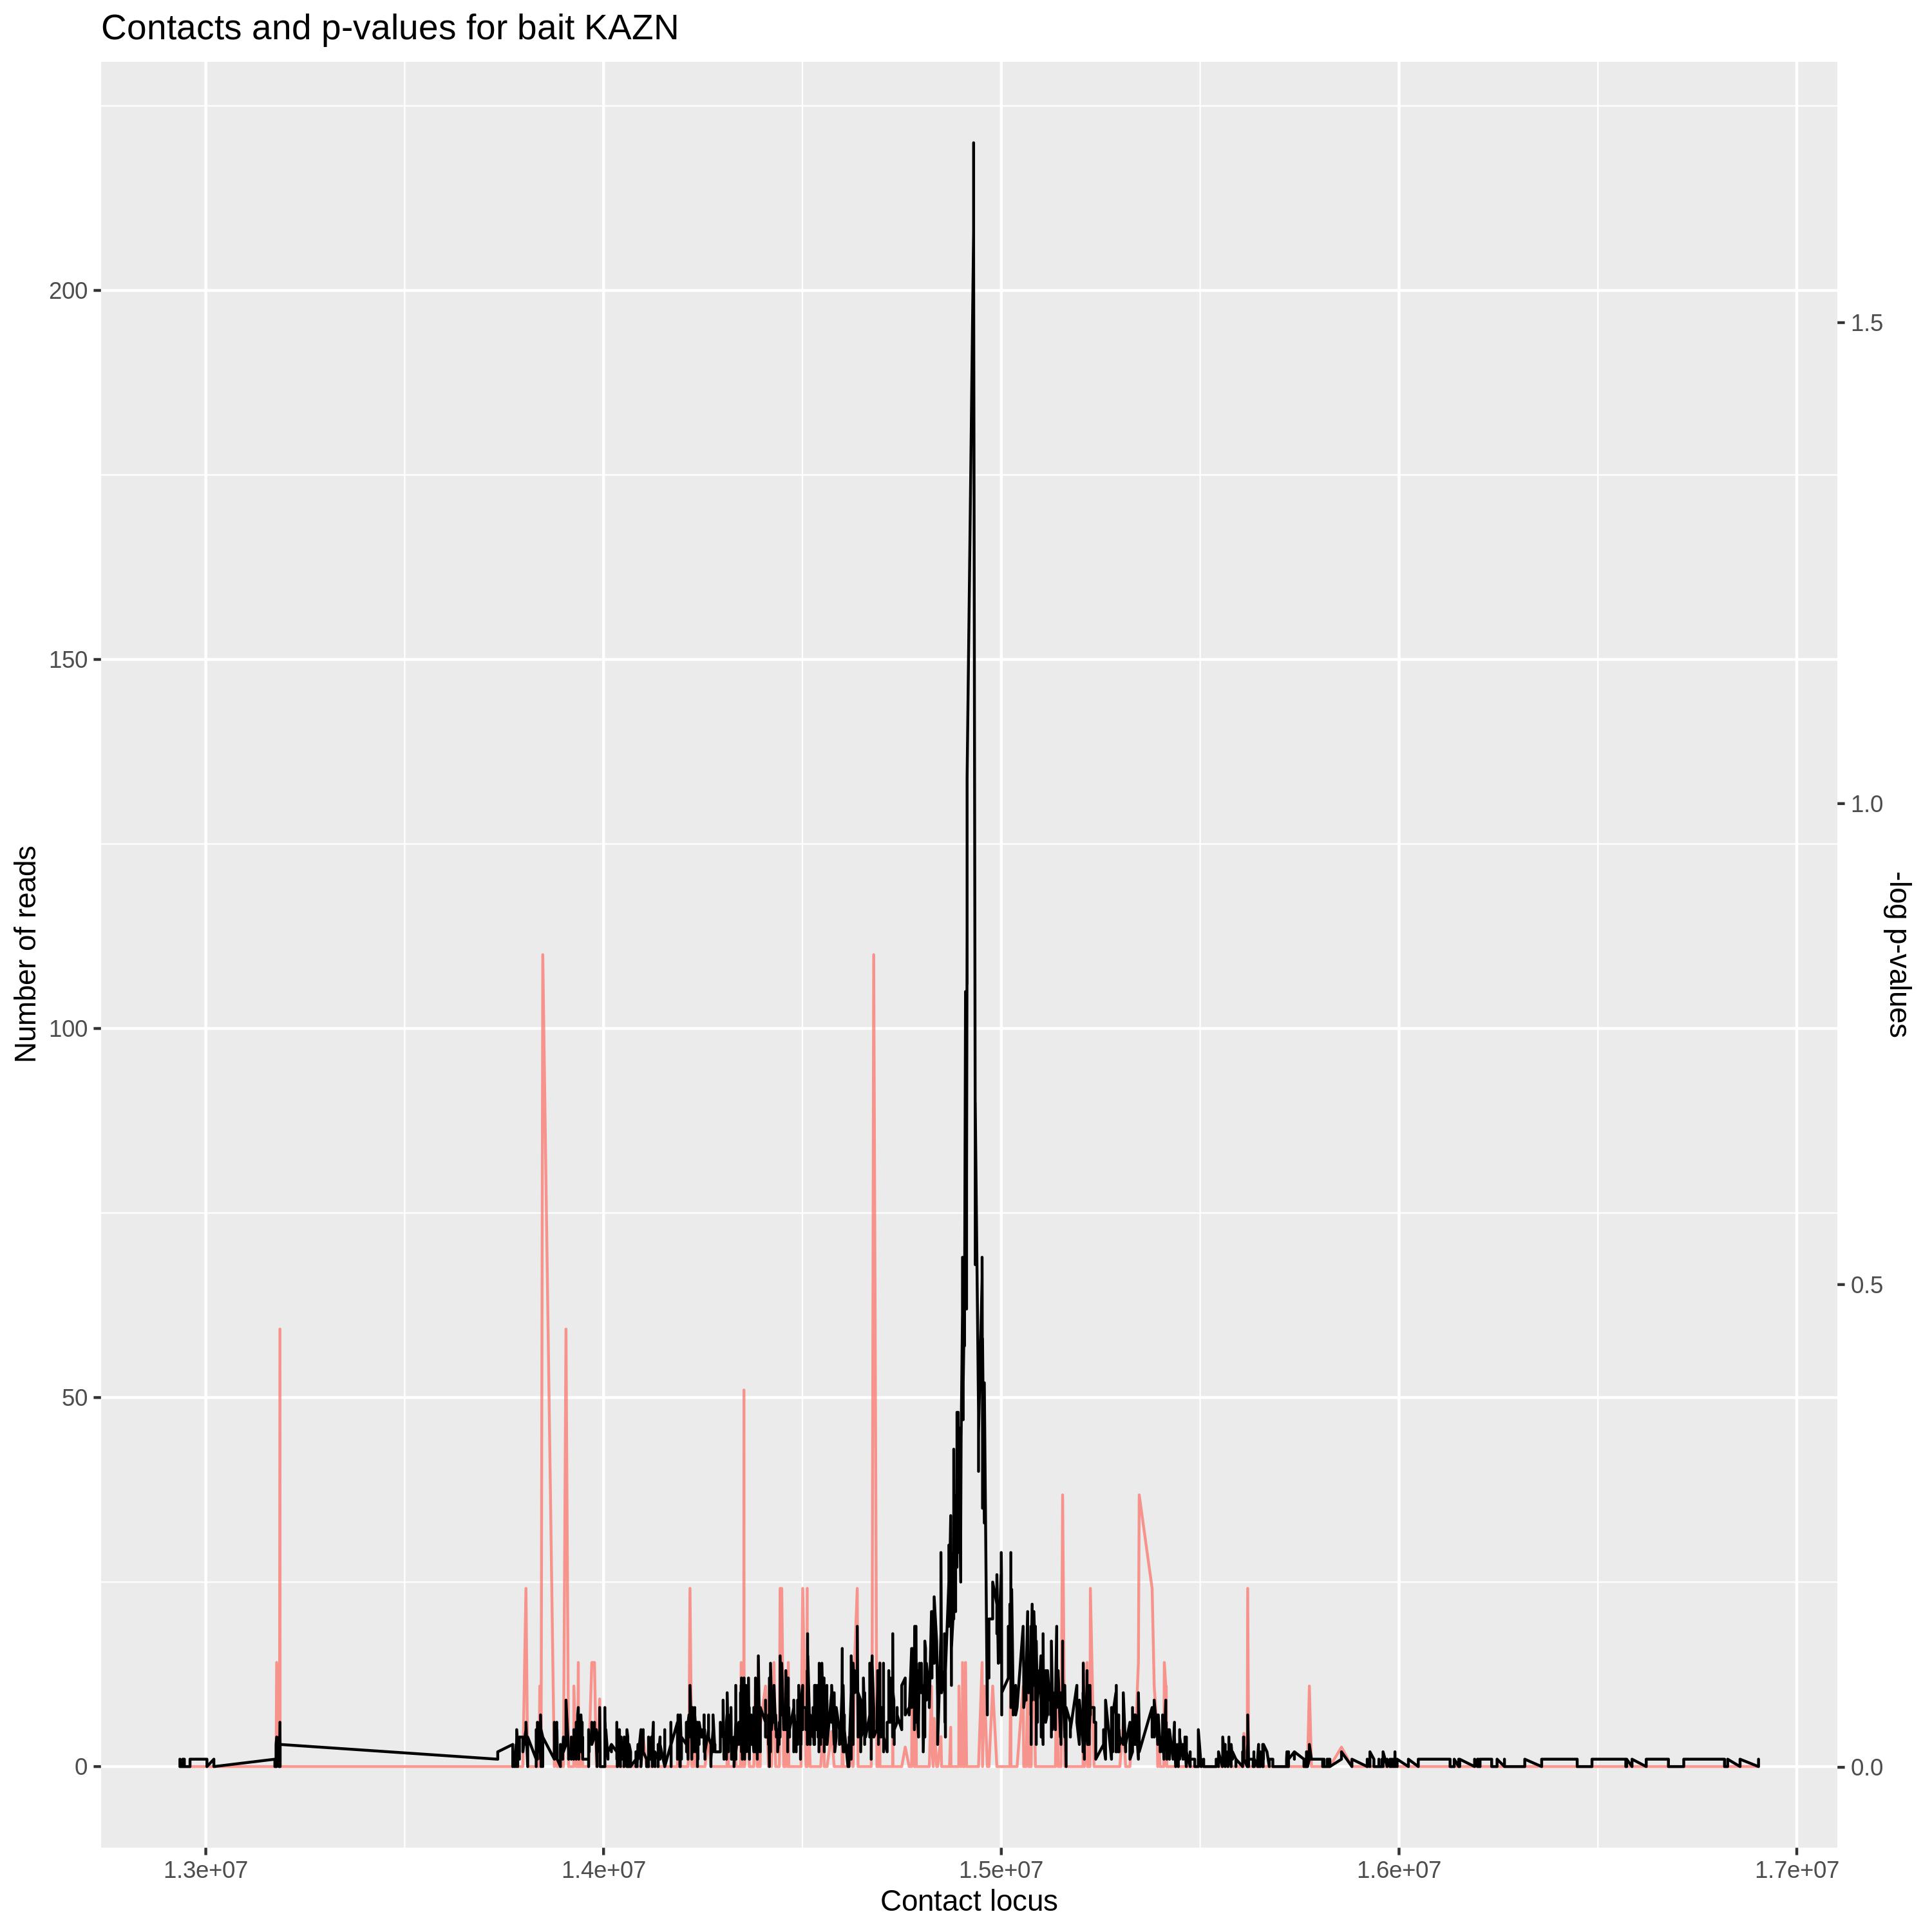 Contacts and p-values for bait KAZN
200
150
100
50
0
Number of reads
1.5
1.0
0.5
0.0
-log p-values
1.3e+07
1.4e+07
1.5e+07
1.6e+07
1.7e+07
Contact locus